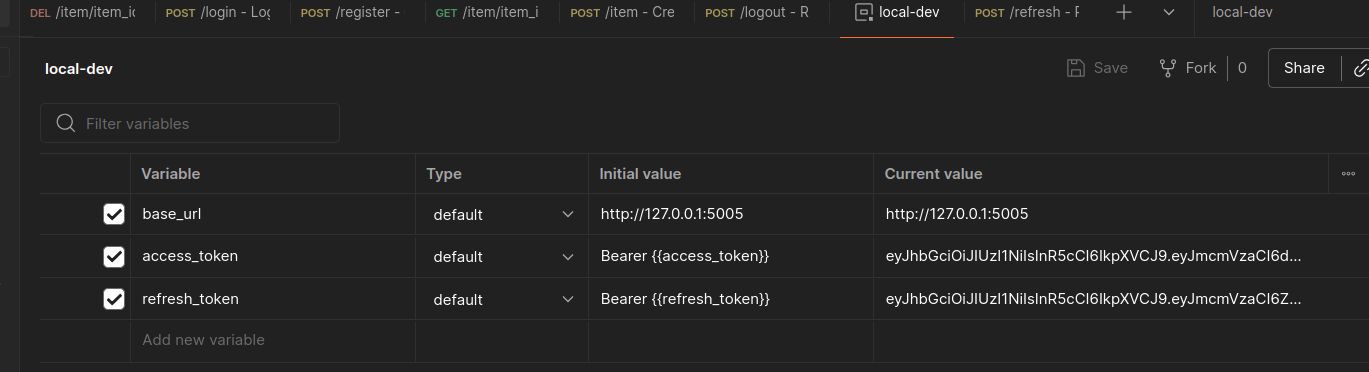 DEL /item/item_ic POST /login - Log POST /register - GET /item/item_i POST /item - Cre POST /logout - R local-dev POST /refresh - F local-dev
local-dev Save Fork 0 Share
Filter variables
Variable Type Initial value Current value
base_url default http://127.0.0.1:5005 http://127.0.0.1:5005
access_token default Bearer {{access_token}} eyJhbGciOiJIUzI1NiIsInR5cCI6IkpXVCJ9.eyJmcmVzaCI6d...
refresh_token default Bearer {{refresh_token}} eyJhbGciOiJIUzI1NiIsInR5cCI6IkpXVCJ9.eyJmcmVzaCI6Z...
Add new variable